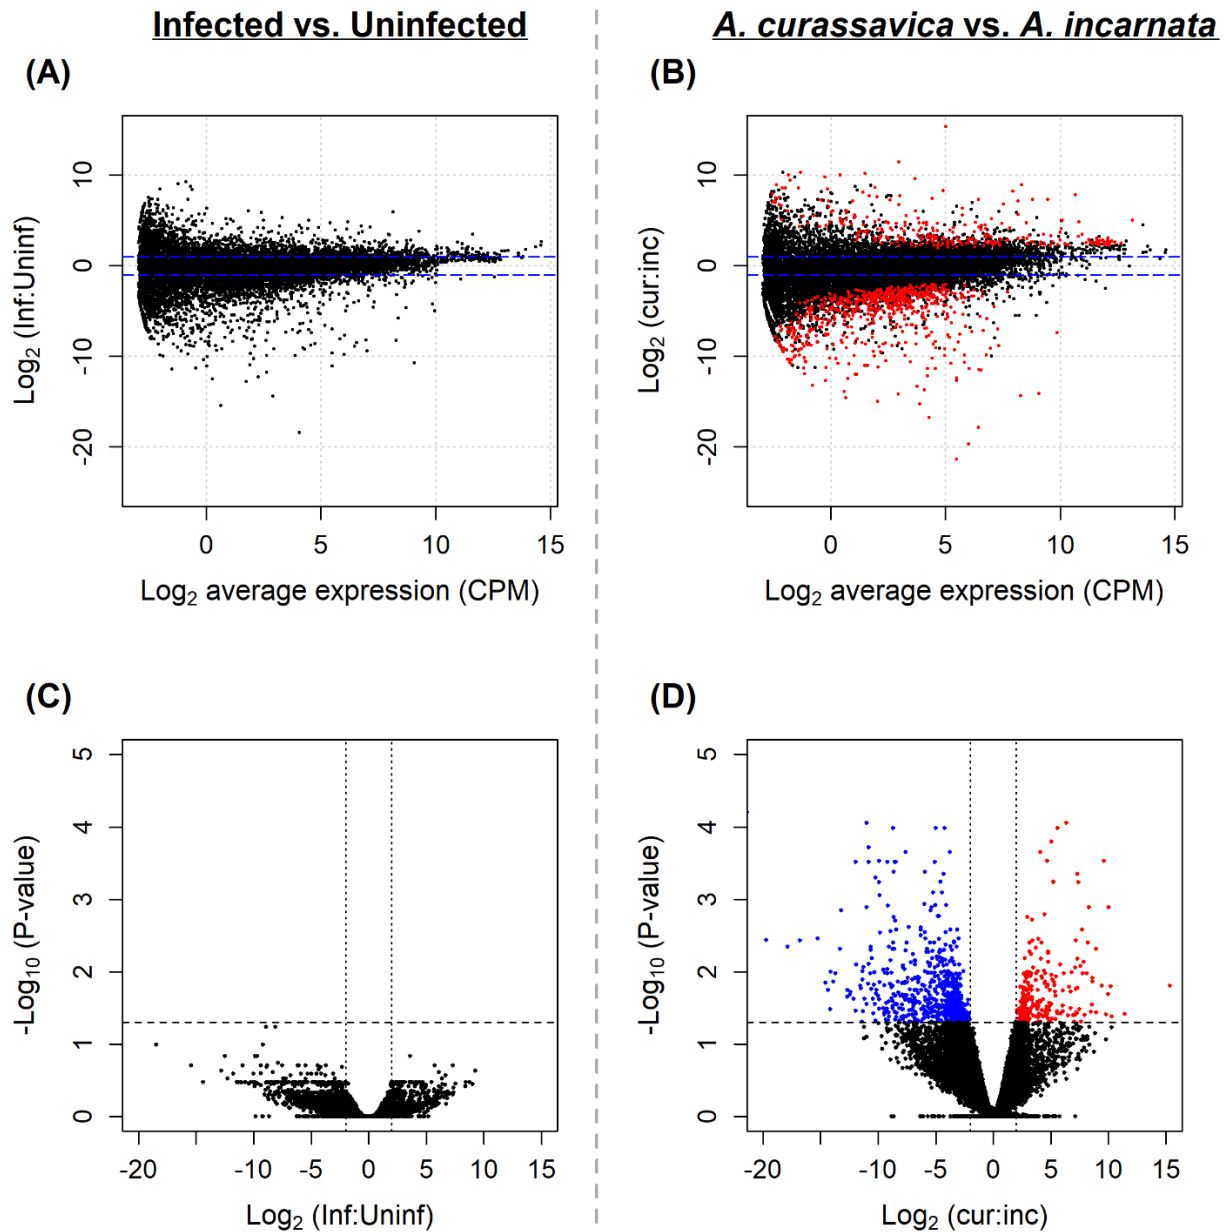 Infected vs. Uninfected
A. curassavica vs. A. incarnata
(A)
(B)
10
0
-10
-20
Log2 (Inf:Uninf)
0 5 10 15
Log2 average expression (CPM)
10
0
-10
-20
Log2 (cur:inc)
0 5 10 15
Log2 average expression (CPM)
(C)
(D)
5
4
3
2
1
0
-Log10 (P-value)
-20 -10 -5 0 5 10 15
Log2 (Inf:Uninf)
5
4
3
2
1
0
-Log10 (P-value)
-20 -10 -5 0 5 10 15
Log2 (cur:inc)